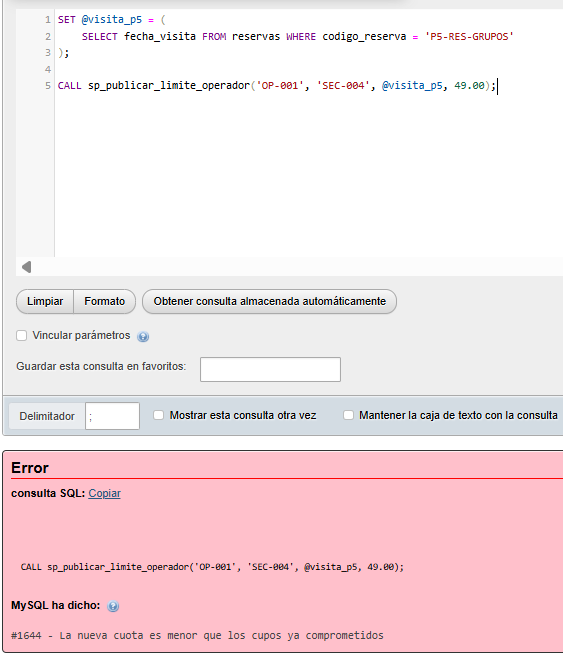 1 SET @visita_p5 = (
2 SELECT fecha_visita FROM reservas WHERE codigo_reserva = 'P5-RES-GRUPOS'
3 );
4
5 CALL sp_publicar_limite_operador('OP-001', 'SEC-004', @visita_p5, 49.00);
Limpiar Formato Obtener consulta almacenada automáticamente
Vincular parámetros
Guardar esta consulta en favoritos:
Delimitador ; Mostrar esta consulta otra vez Mantener la caja de texto con la consulta
Error
consulta SQL: Copiar
CALL sp_publicar_limite_operador('OP-001', 'SEC-004', @visita_p5, 49.00);
MySQL ha dicho:
#1644 - La nueva cuota es menor que los cupos ya comprometidos